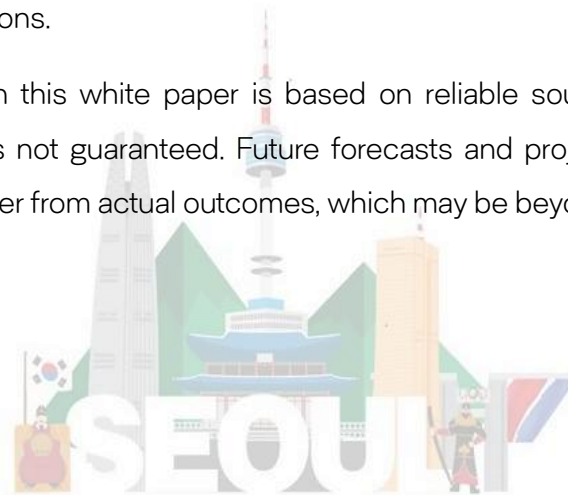 ons.
n this white paper is based on reliable sou
s not guaranteed. Future forecasts and proj
er from actual outcomes, which may be beyo
SEOUL